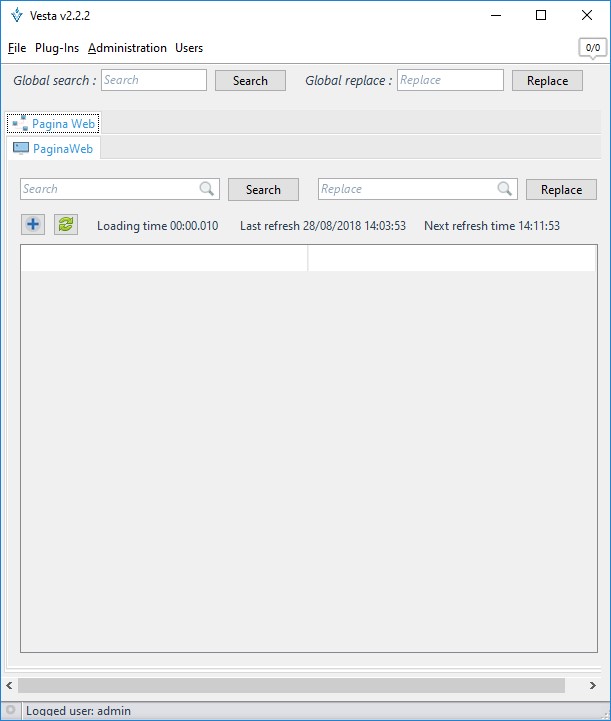 Vesta v2.2.2
File Plug-Ins Administration Users
0/0
Global search : Search Search Global replace : Replace Replace
Pagina Web
PaginaWeb
Search Search Replace Replace
Loading time 00:00.010 Last refresh 28/08/2018 14:03:53 Next refresh time 14:11:53
Logged user: admin